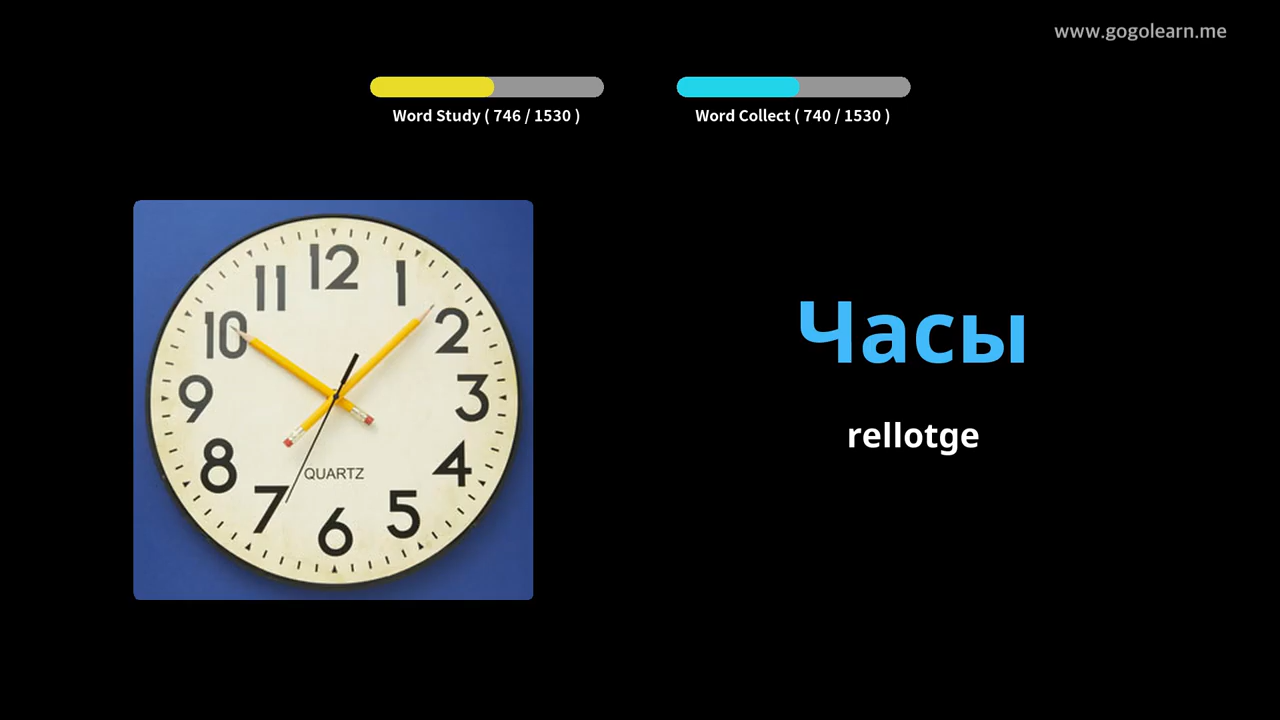 www.gogolearn.me
Word Study ( 746 / 1530 )
Word Collect ( 740 / 1530 )
12
11
1
10
2
9
3
8
4
QUARTZ
7
5
6
Часы
rellotge